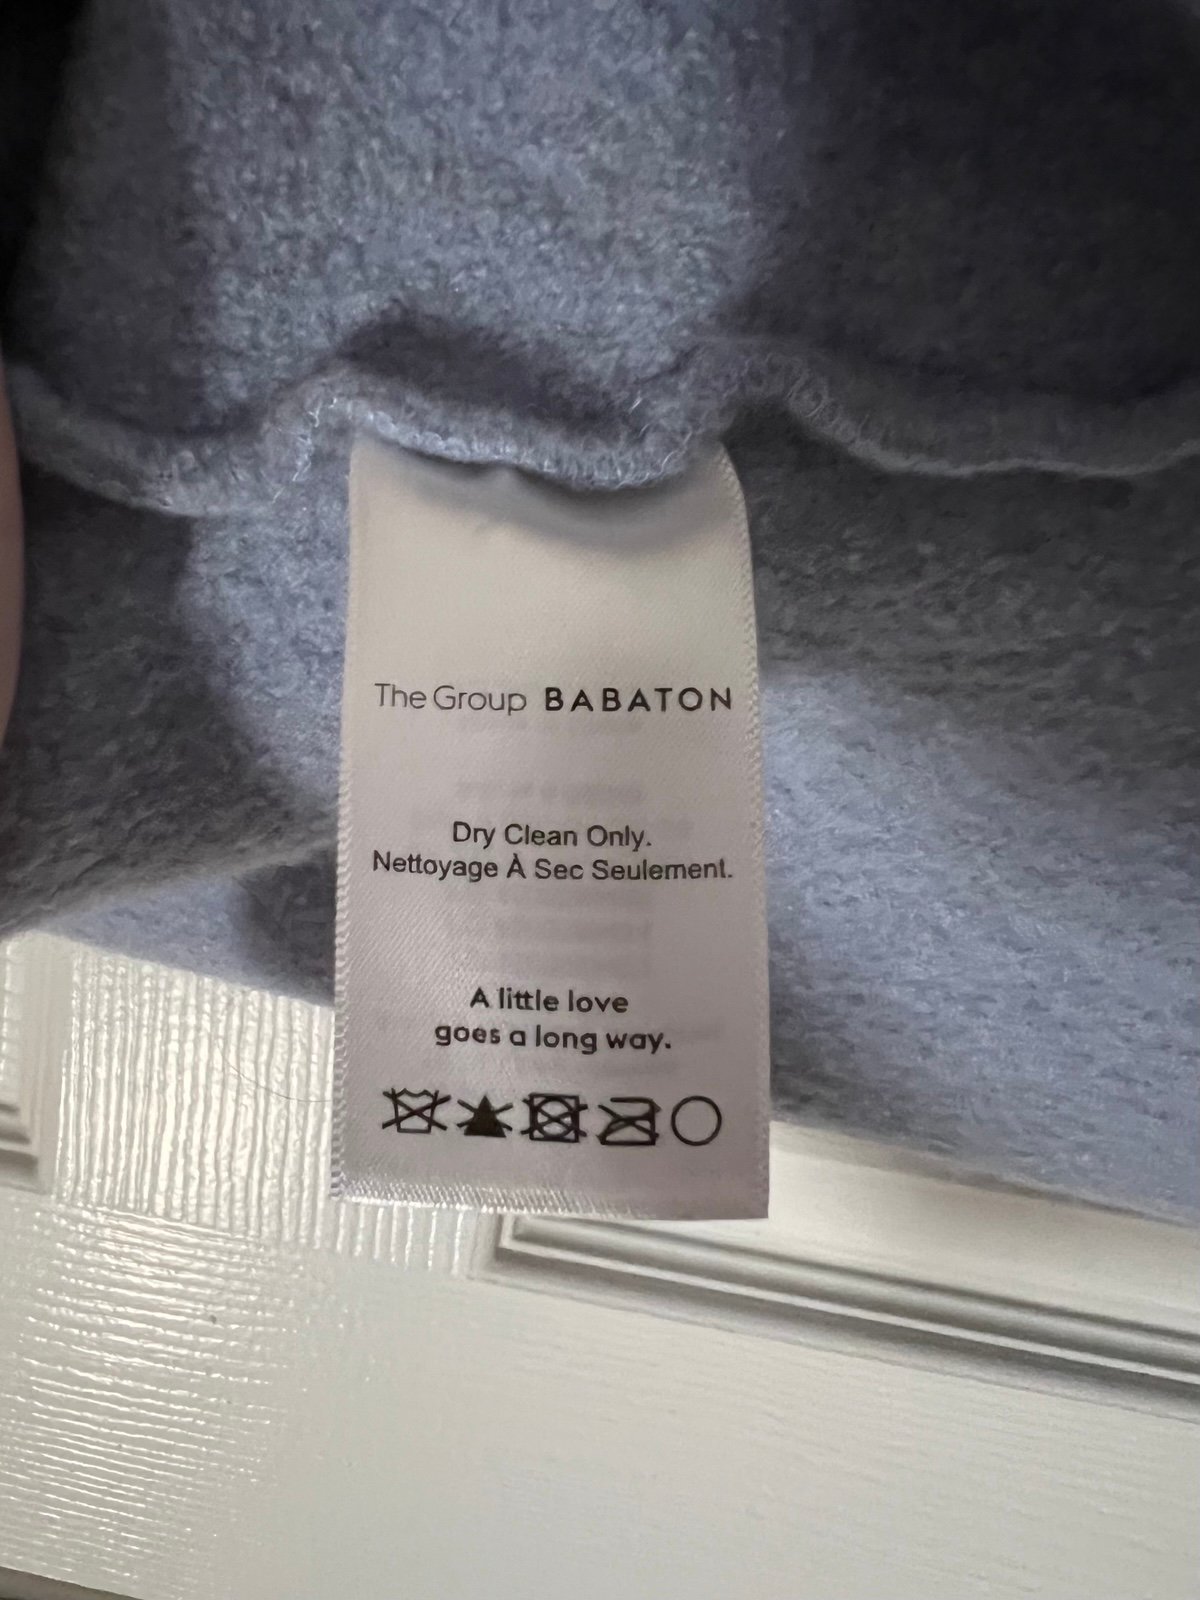 The Group BABATON
Dry Clean Only.
Nettoyage À Sec Seulement.
A little love
goes a long way.